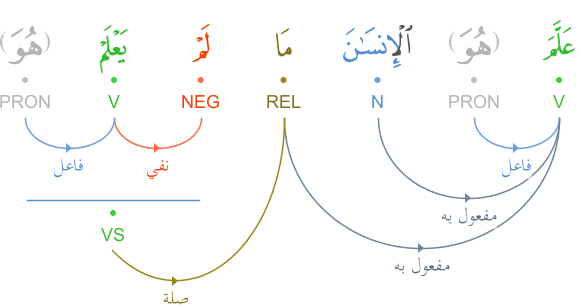 عَلَّمَ (هُوَ) ٱلْإِنسَـٰنَ مَا لَمْ يَعْلَمْ (هُوَ)
V PRON N REL NEG V PRON
فاعل نفي فاعل
مفعول به
VS
مفعول به
صلة